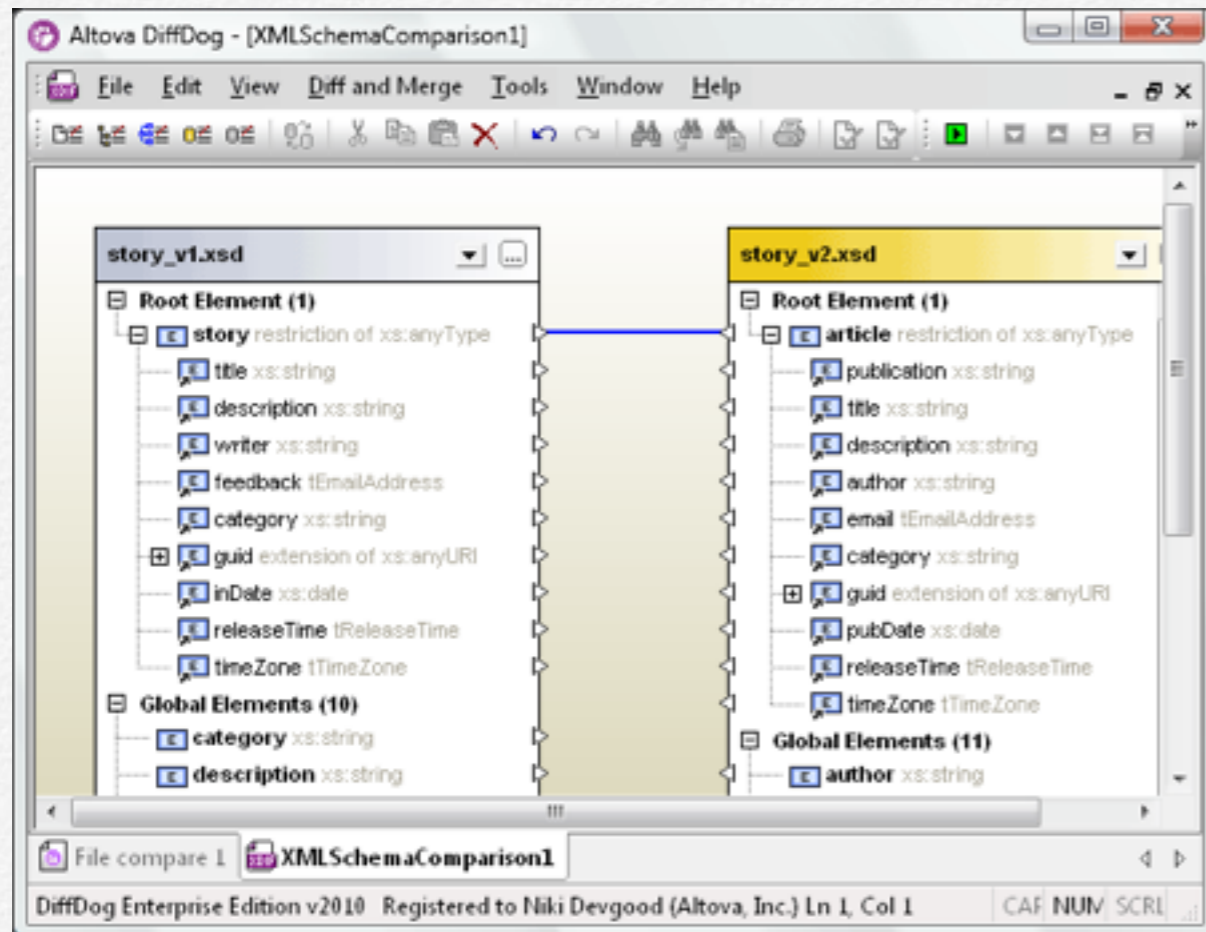 Altova DiffDog - [XMLSchemaComparison1]
File Edit View Diff and Merge Tools Window Help
story_v1.xsd
Root Element (1)
story restriction of xs:anyType
title xs:string
description xs:string
writer xs:string
feedback tEmailAddress
category xs:string
guid extension of xs:anyURI
inDate xs:date
releaseTime tReleaseTime
timeZone tTimeZone
Global Elements (10)
category xs:string
description xs:string
story_v2.xsd
Root Element (1)
article restriction of xs:anyType
publication xs:string
title xs:string
description xs:string
author xs:string
email tEmailAddress
category xs:string
guid extension of xs:anyURI
pubDate xs:date
releaseTime tReleaseTime
timeZone tTimeZone
Global Elements (11)
author xs:string
File compare 1 XMLSchemaComparison1
DiffDog Enterprise Edition v2010 Registered to Niki Devgood (Altova, Inc.) Ln 1, Col 1 CAP NUM SCRL